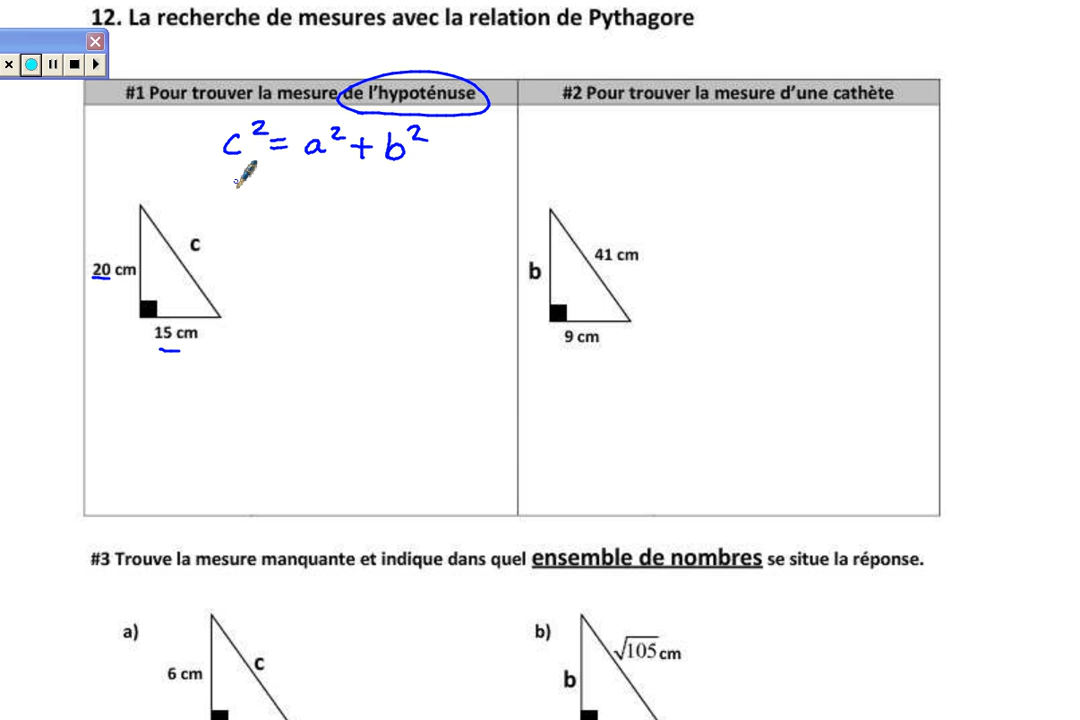 12. La recherche de mesures avec la relation de Pythagore
#1 Pour trouver la mesure de l'hypoténuse
#2 Pour trouver la mesure d'une cathète
c² = a² + b²
c
20 cm
15 cm
41 cm
b
9 cm
#3 Trouve la mesure manquante et indique dans quel ensemble de nombres se situe la réponse.
a)
6 cm
c
b)
√105 cm
b